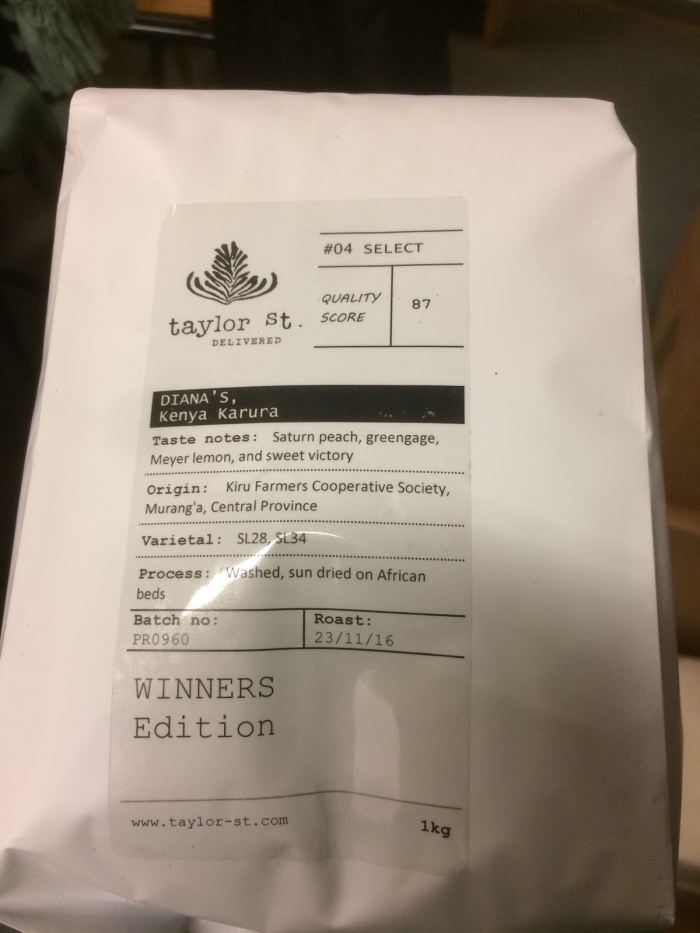 #04 SELECT
QUALITY
SCORE
87
taylor st.
DELIVERED
DIANA'S,
Kenya Karura
Taste notes: Saturn peach, greengage,
Meyer lemon, and sweet victory
Origin: Kiru Farmers Cooperative Society,
Murang'a, Central Province
Varietal: SL28, SL34
Process: Washed, sun dried on African
beds
Batch no:
PR0960
Roast:
23/11/16
WINNERS
Edition
www.taylor-st.com
1kg